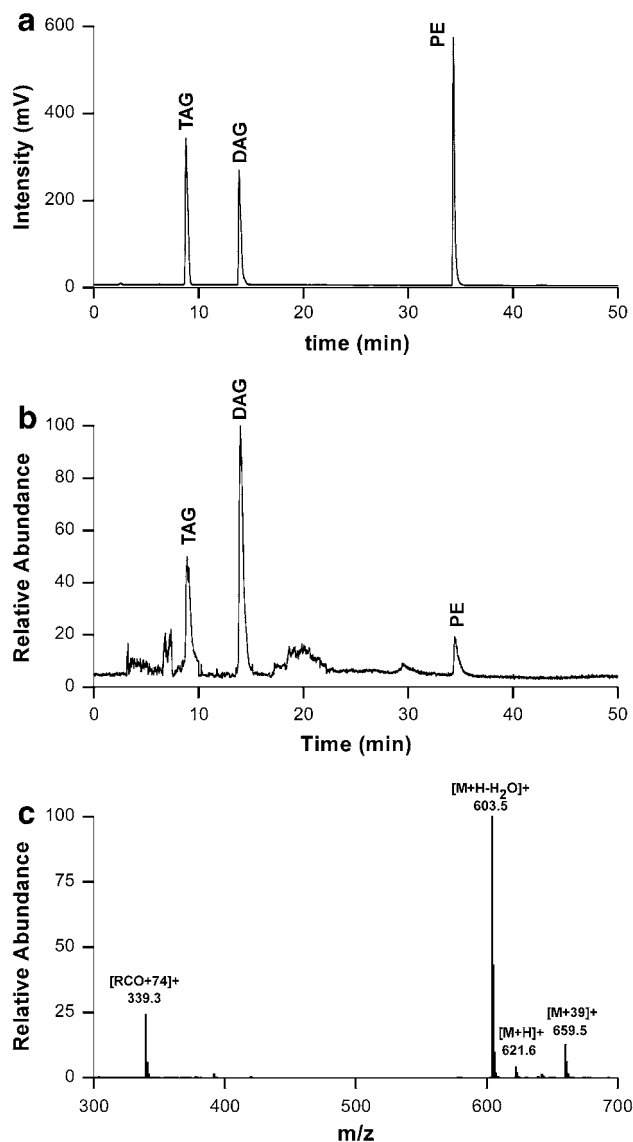 a
600
400
200
0
Intensity (mV)
TAG
DAG
PE
0 10 20 30 40 50
time (min)
b
100
80
60
40
20
0
Relative Abundance
TAG
DAG
PE
0 10 20 30 40 50
Time (min)
c
100
75
50
25
0
Relative Abundance
[RCO+74]+
339.3
[M+H-H2O]+
603.5
[M+H]+
621.6
[M+39]+
659.5
300 400 500 600 700
m/z